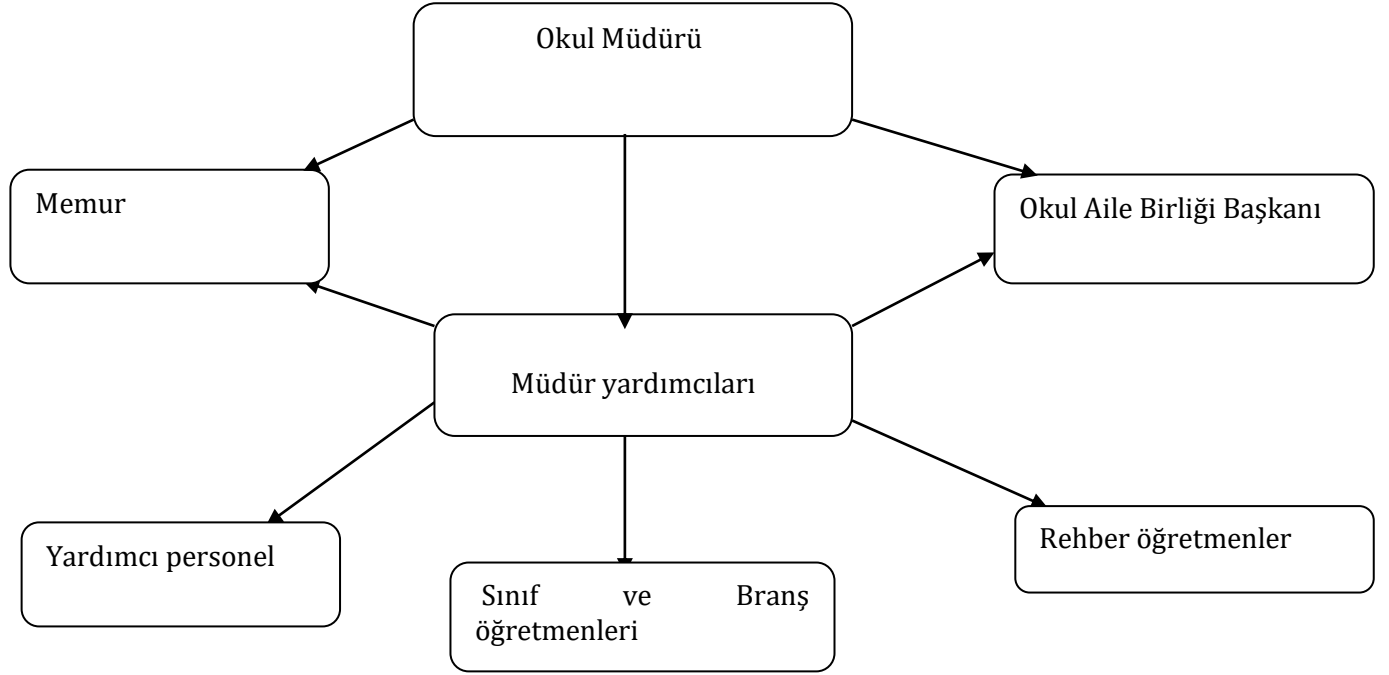 Okul Müdürü
Memur
Okul Aile Birliği Başkanı
Müdür yardımcıları
Yardımcı personel
Sınıf ve Branş
öğretmenleri
Rehber öğretmenler